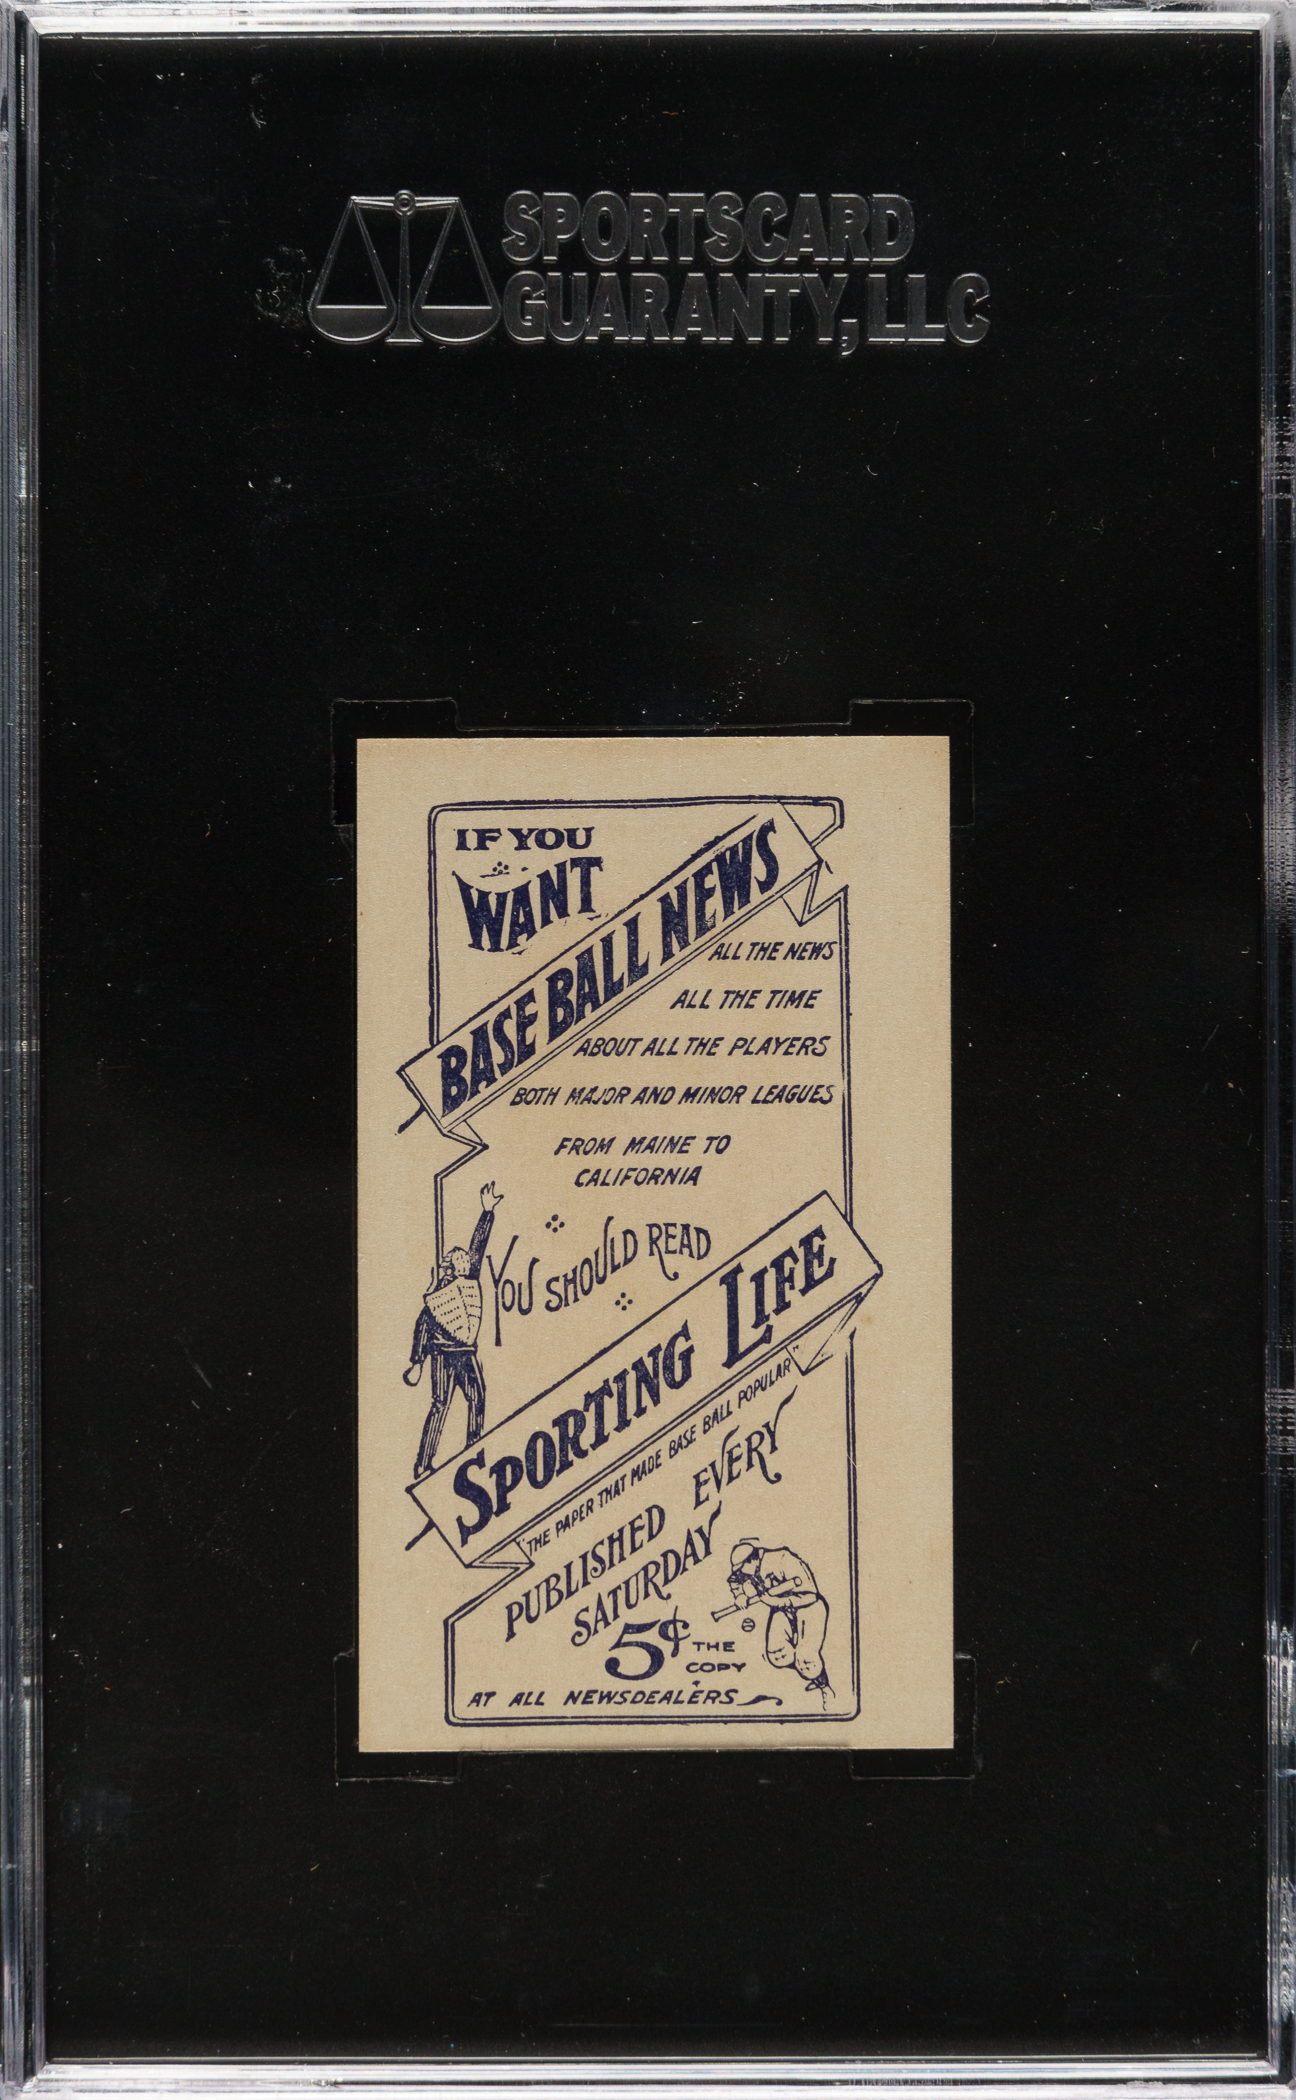 SPORTSCARD
GUARANTY, LLC
IF YOU
WANT
BASE BALL NEWS
ALL THE NEWS
ALL THE TIME
ABOUT ALL THE PLAYERS
BOTH MAJOR AND MINOR LEAGUES
FROM MAINE TO
CALIFORNIA
YOU SHOULD READ
SPORTING LIFE
"THE PAPER THAT MADE BASE BALL POPULAR"
PUBLISHED EVERY
SATURDAY
5¢ THE
COPY
AT ALL NEWSDEALERS